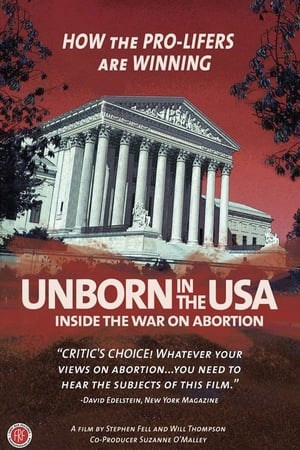 HOW THE PRO-LIFERS
ARE WINNING
UNBORN IN THE USA
INSIDE THE WAR ON ABORTION
"CRITIC'S CHOICE! WHATEVER YOUR
VIEWS ON ABORTION...YOU NEED TO
HEAR THE SUBJECTS OF THIS FILM."
-DAVID EDELSTEIN, NEW YORK MAGAZINE
A FILM BY STEPHEN FELL AND WILL THOMPSON
CO-PRODUCER SUZANNE O'MALLEY
FRF